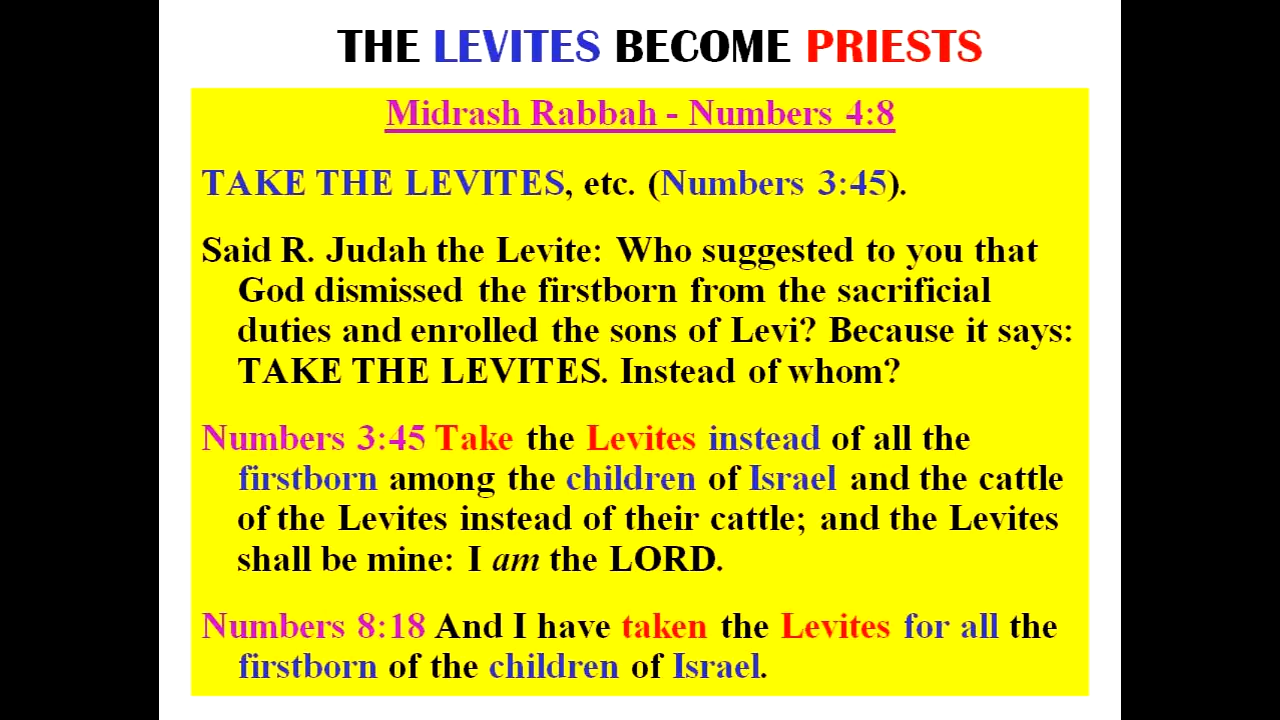 THE LEVITES BECOME PRIESTS
Midrash Rabbah - Numbers 4:8
TAKE THE LEVITES, etc. (Numbers 3:45).
Said R. Judah the Levite: Who suggested to you that
God dismissed the firstborn from the sacrificial
duties and enrolled the sons of Levi? Because it says:
TAKE THE LEVITES. Instead of whom?
Numbers 3:45 Take the Levites instead of all the
firstborn among the children of Israel and the cattle
of the Levites instead of their cattle; and the Levites
shall be mine: I am the LORD.
Numbers 8:18 And I have taken the Levites for all the
firstborn of the children of Israel.